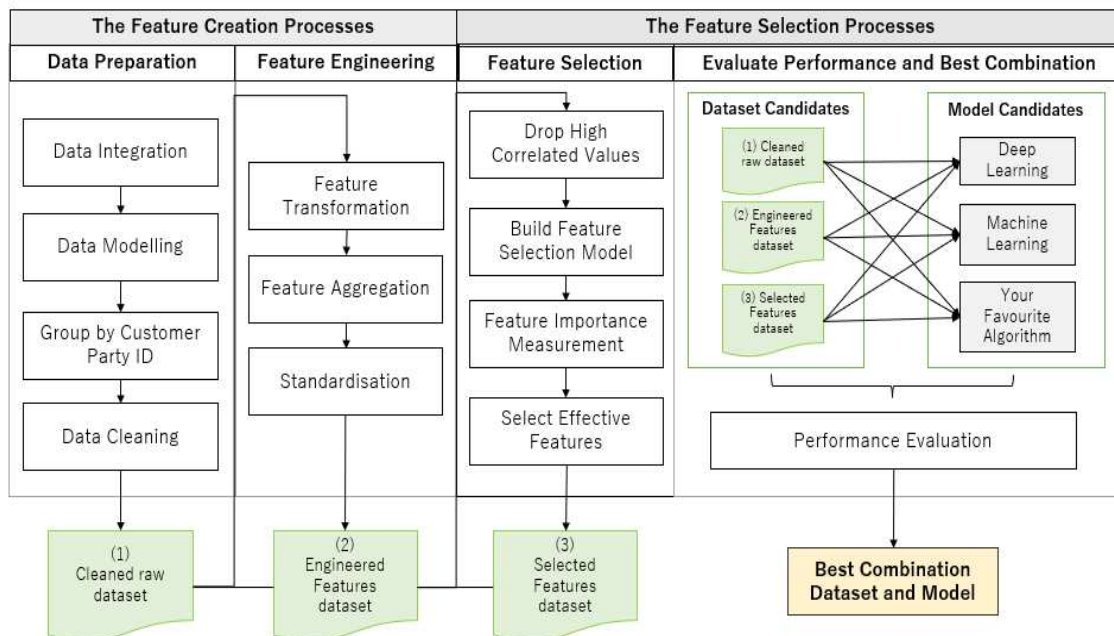 The Feature Creation Processes
The Feature Selection Processes
Data Preparation
Feature Engineering
Feature Selection
Evaluate Performance and Best Combination
Data Integration
Data Modelling
Group by Customer
Party ID
Data Cleaning
(1)
Cleaned raw
dataset
Feature
Transformation
Feature Aggregation
Standardisation
(2)
Engineered
Features
dataset
Drop High
Correlated Values
Build Feature
Selection Model
Feature Importance
Measurement
Select Effective
Features
(3)
Selected
Features
dataset
Dataset Candidates
(1) Cleaned
raw dataset
(2) Engineered
Features
dataset
(3) Selected
Features
dataset
Model Candidates
Deep
Learning
Machine
Learning
Your
Favourite
Algorithm
Performance Evaluation
Best Combination
Dataset and Model